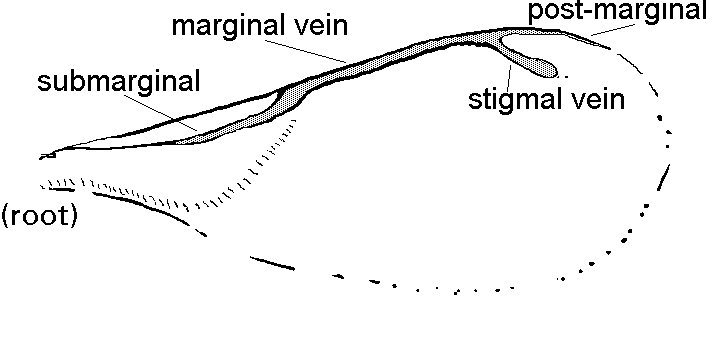 post-marginal
marginal vein
submarginal
stigmal vein
(root)